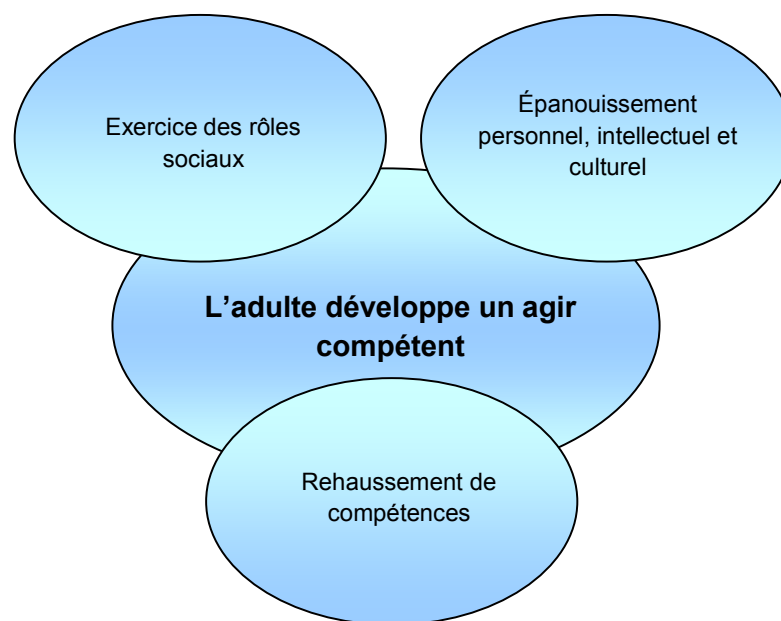 Exercice des rôles
sociaux
Épanouissement
personnel, intellectuel et
culturel
L’adulte développe un agir
compétent
Rehaussement de
compétences